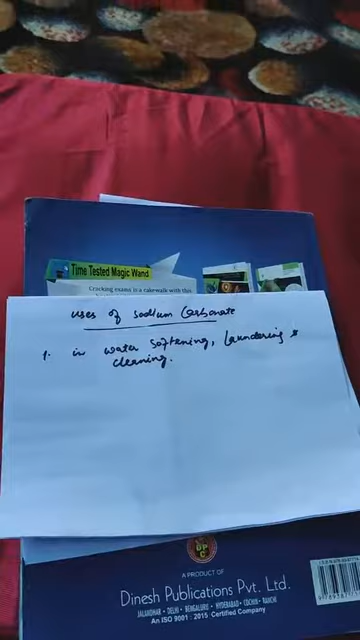 Time Tested Magic Wand
Cracking exams is a cakewalk with this
uses of sodium Carbonate
1. in water softening, Laundering &
cleaning.
DPC
A PRODUCT OF
Dinesh Publications Pvt. Ltd.
JALANDHAR • DELHI • BENGALURU • HYDERABAD • COCHIN • RANCHI
An ISO 9001 : 2015 Certified Company